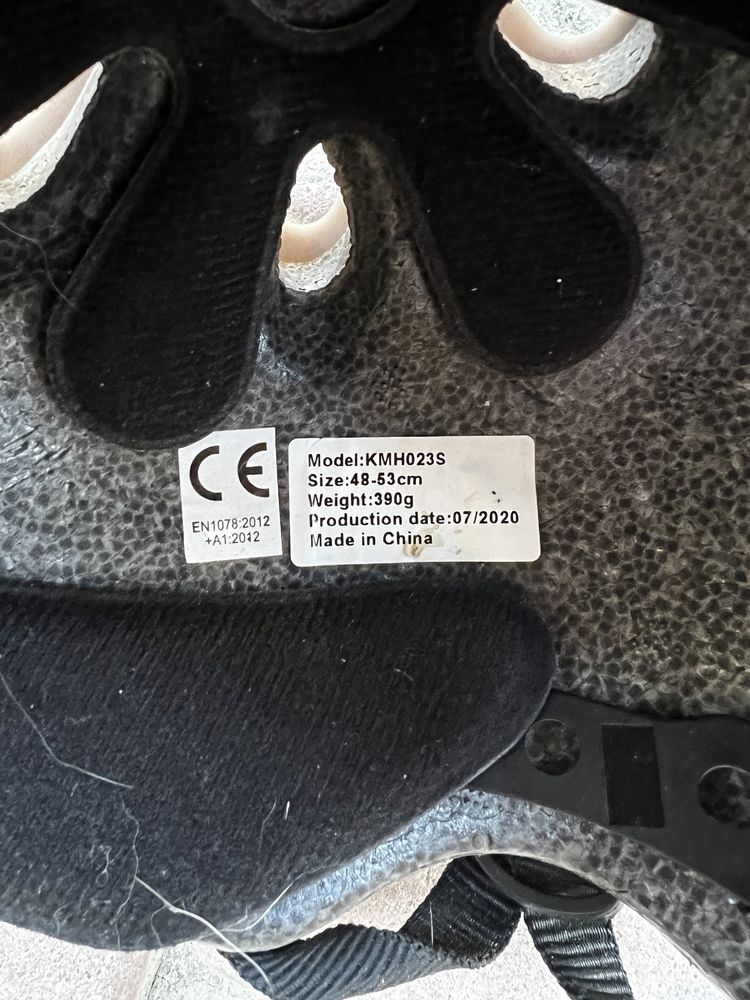 CE
EN1078:2012
+A1:2012
Model:KMH023S
Size:48-53cm
Weight:390g
Production date:07/2020
Made in China